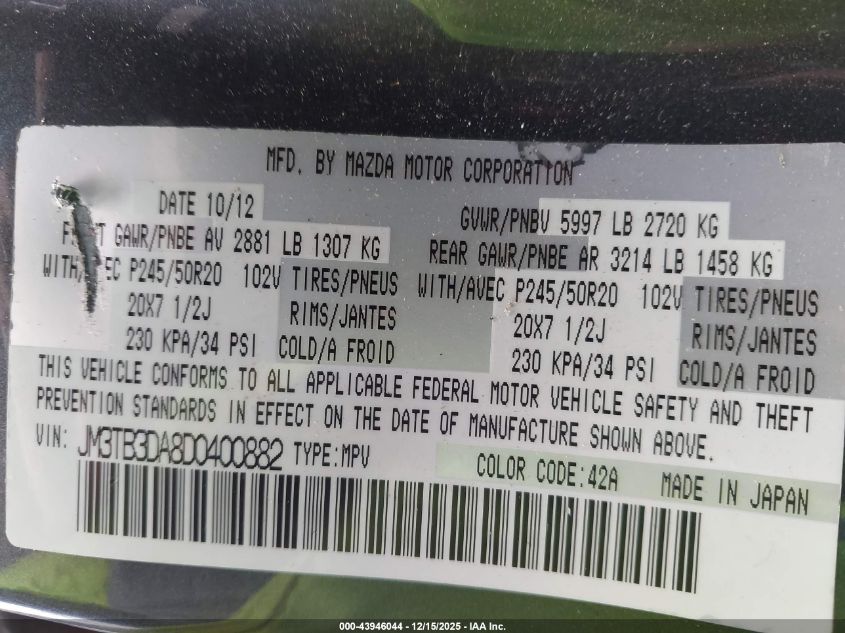 MFD. BY MAZDA MOTOR CORPORATION
DATE 10/12 GVWR/PNBV 5997 LB 2720 KG
GAWR/PNBE AV 2881 LB 1307 KG REAR GAWR/PNBE AR 3214 LB 1458 KG
P245/50R20 102V TIRES/PNEUS WITH/AVEC P245/50R20 102V TIRES/PNEUS
20X7 1/2J RIMS/JANTES 20X7 1/2J RIMS/JANTES
230 KPA/34 PSI COLD/A FROID 230 KPA/34 PSI COLD/A FROID
THIS VEHICLE CONFORMS TO ALL APPLICABLE FEDERAL MOTOR VEHICLE SAFETY AND THEFT
PREVENTION STANDARDS IN EFFECT ON THE DATE OF MANUFACTURE SHOWN ABOVE.
VIN: JM3TB3DA8D0400882 TYPE:MPV COLOR CODE:42A MADE IN JAPAN
000-43946044 - 12/15/2025 - IAA Inc.